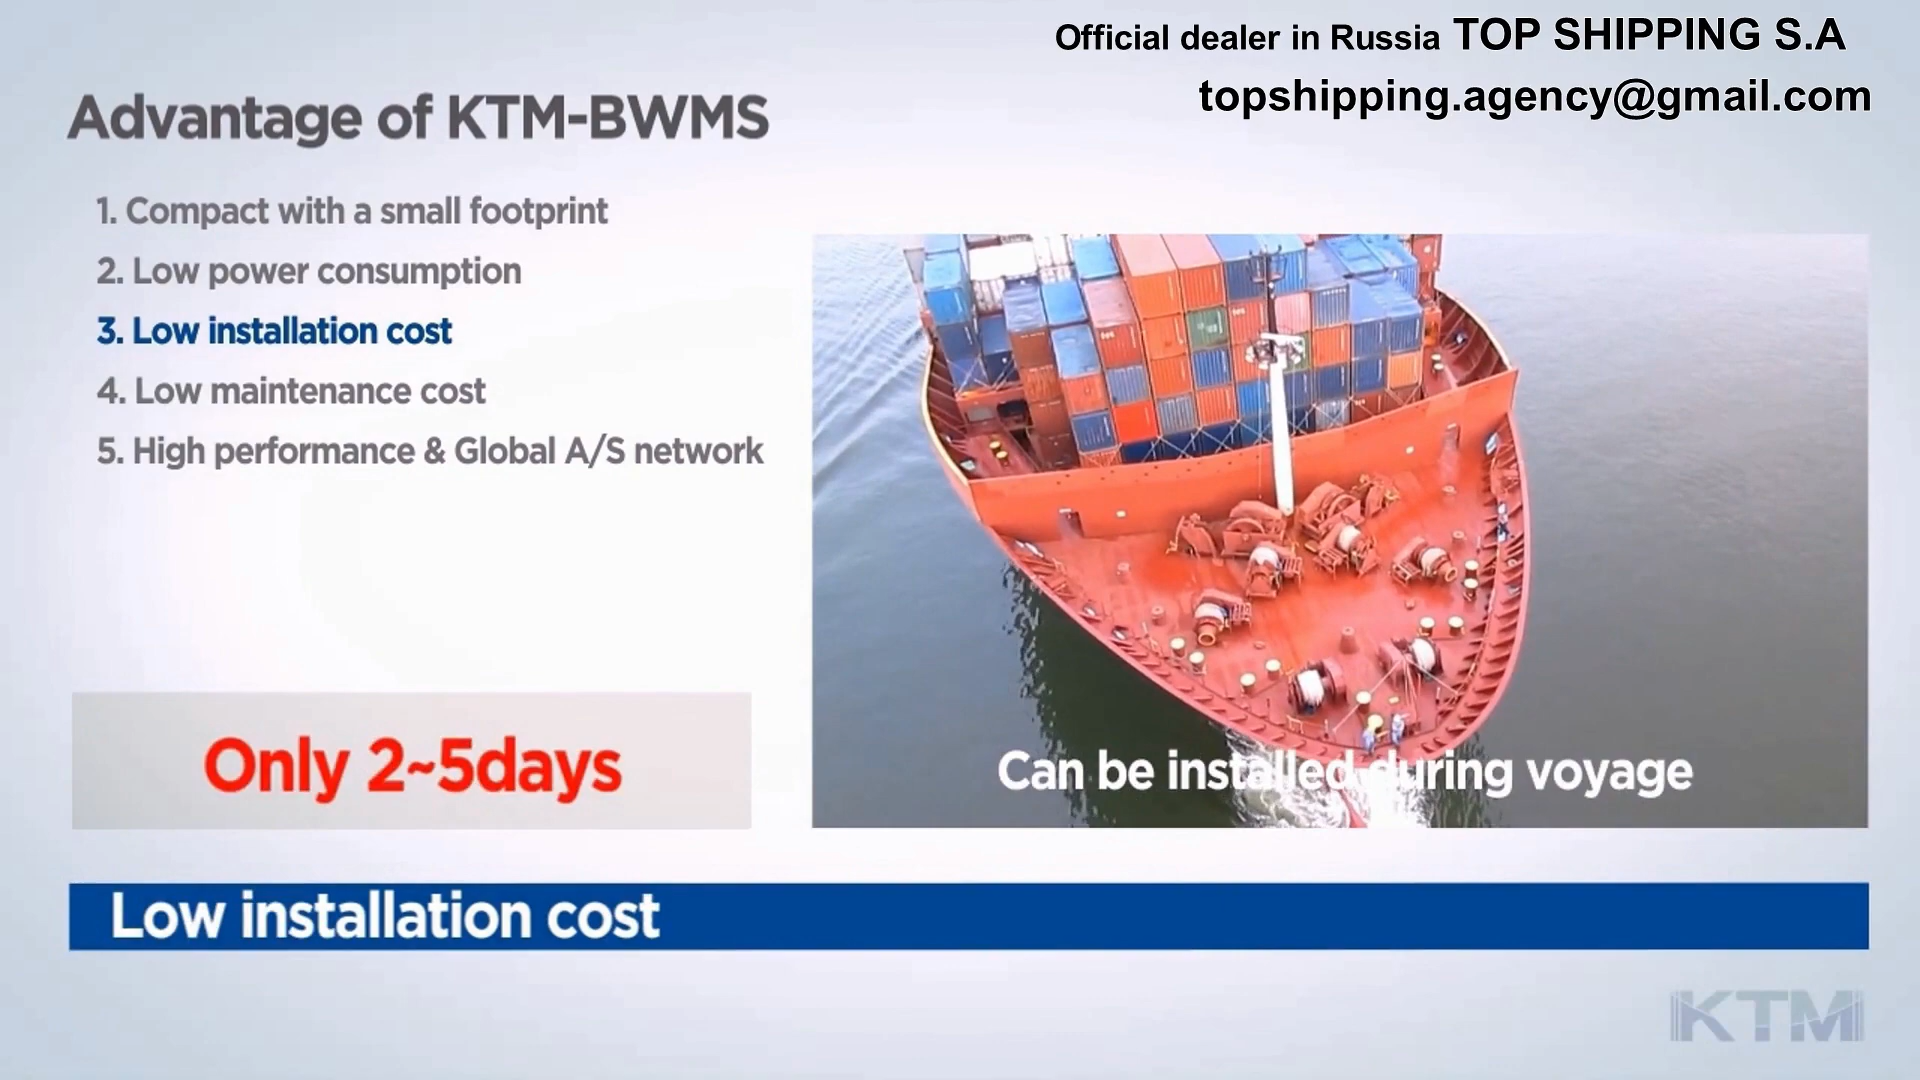 Official dealer in Russia TOP SHIPPING S.A
topshipping.agency@gmail.com
Advantage of KTM-BWMS
1. Compact with a small footprint
2. Low power consumption
3. Low installation cost
4. Low maintenance cost
5. High performance & Global A/S network
Only 2~5days
Can be installed during voyage
Low installation cost
KTM